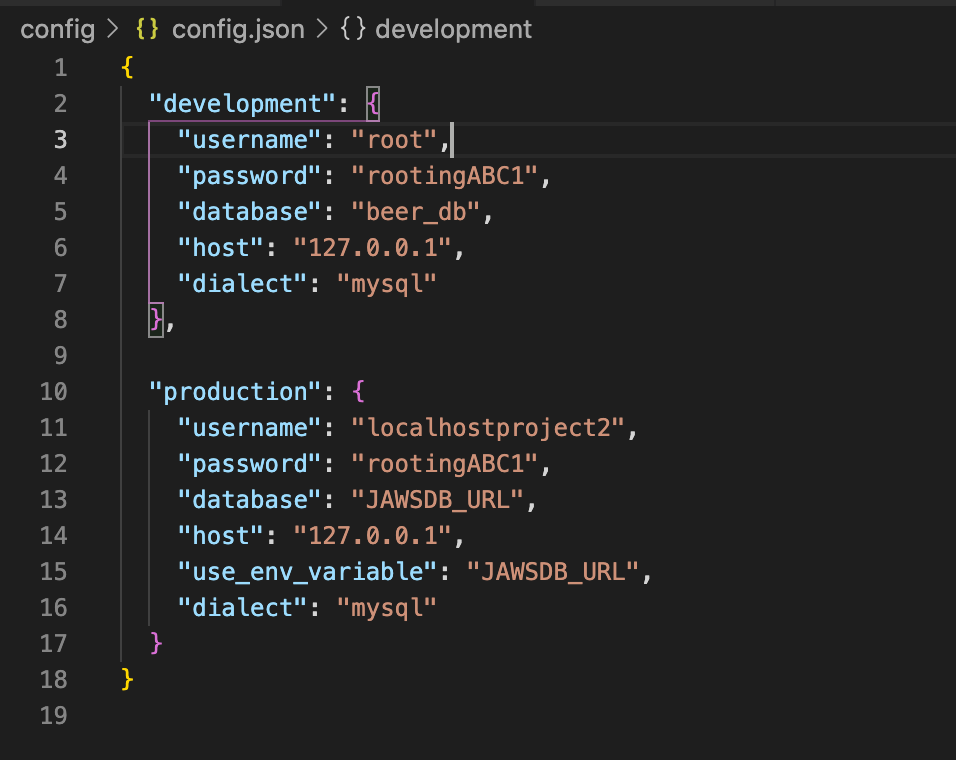 config > {} config.json > {} development
1 {
2 "development": {
3 "username": "root",
4 "password": "rootingABC1",
5 "database": "beer_db",
6 "host": "127.0.0.1",
7 "dialect": "mysql"
8 },
9
10 "production": {
11 "username": "localhostproject2",
12 "password": "rootingABC1",
13 "database": "JAWSDB_URL",
14 "host": "127.0.0.1",
15 "use_env_variable": "JAWSDB_URL",
16 "dialect": "mysql"
17 }
18 }
19